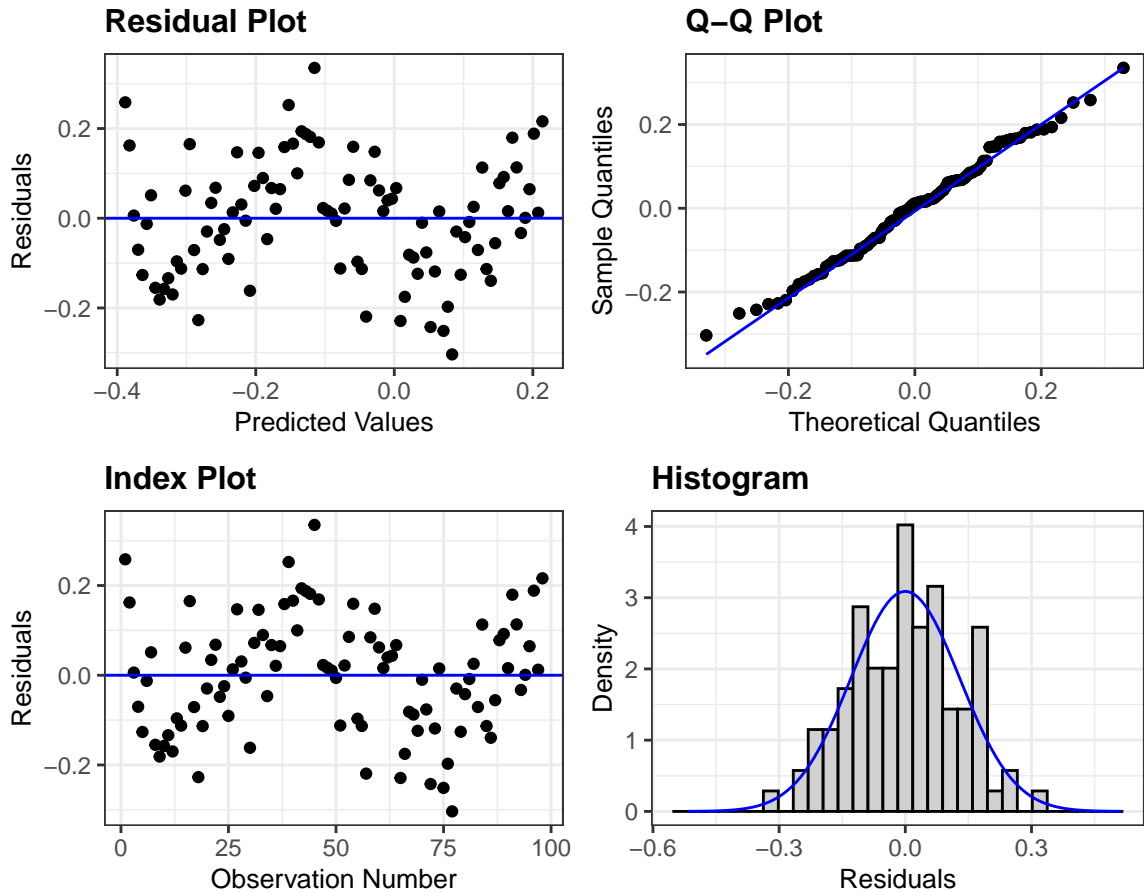 Residual Plot
Residuals
0.2
0.0
−0.2
−0.4
−0.2
0.0
0.2
Predicted Values
Q−Q Plot
Sample Quantiles
0.2
0.0
−0.2
−0.2
0.0
0.2
Theoretical Quantiles
Index Plot
Residuals
0.2
0.0
−0.2
0
25
50
75
100
Observation Number
Histogram
Density
4
3
2
1
0
−0.6
−0.3
0.0
0.3
Residuals